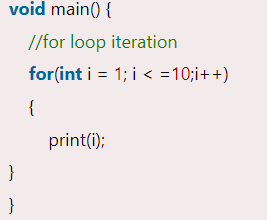 void main() {
//for loop iteration
for(int i = 1; i < =10;i++)
{
print(i);
}
}